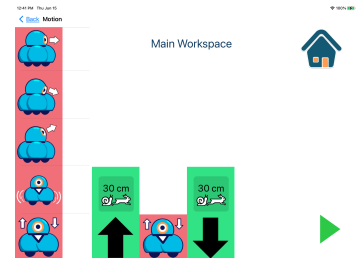 12:41 PM Thu Jun 15
100%
Back Motion
Main Workspace
30 cm
30 cm